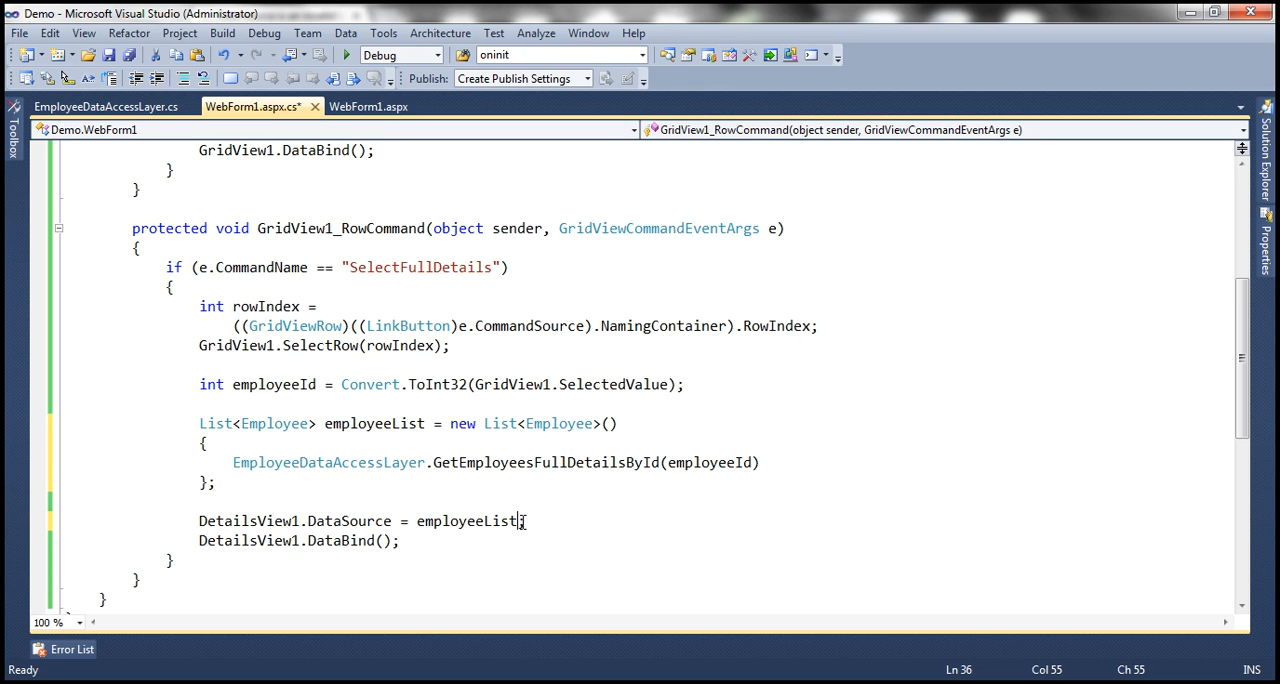 Demo - Microsoft Visual Studio (Administrator)
File Edit View Refactor Project Build Debug Team Data Tools Architecture Test Analyze Window Help
Debug oninit
Publish: Create Publish Settings
EmployeeDataAccessLayer.cs WebForm1.aspx.cs* WebForm1.aspx
Demo.WebForm1 GridView1_RowCommand(object sender, GridViewCommandEventArgs e)
Toolbox
Solution Explorer
Properties
GridView1.DataBind();
}
}
protected void GridView1_RowCommand(object sender, GridViewCommandEventArgs e)
{
if (e.CommandName == "SelectFullDetails")
{
int rowIndex =
((GridViewRow)((LinkButton)e.CommandSource).NamingContainer).RowIndex;
GridView1.SelectRow(rowIndex);
int employeeId = Convert.ToInt32(GridView1.SelectedValue);
List<Employee> employeeList = new List<Employee>()
{
EmployeeDataAccessLayer.GetEmployeesFullDetailsById(employeeId)
};
DetailsView1.DataSource = employeeList;
DetailsView1.DataBind();
}
}
}
100 %
Error List
Ready Ln 36 Col 55 Ch 55 INS